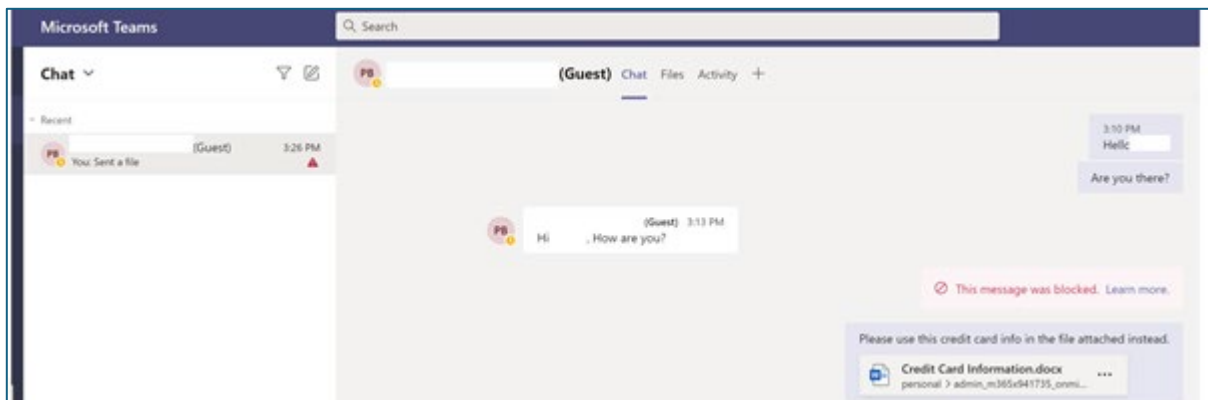 Microsoft Teams
Search
Chat
Recent
PB (Guest) 3:26 PM
You: Sent a file
PB (Guest) Chat Files Activity
3:10 PM
Are you there?
PB (Guest) 3:13 PM
Hi , How are you?
This message was blocked. Learn more.
Please use this credit card info in the file attached instead.
Credit Card Information.docx
personal > admin_m365x941735_onmi...